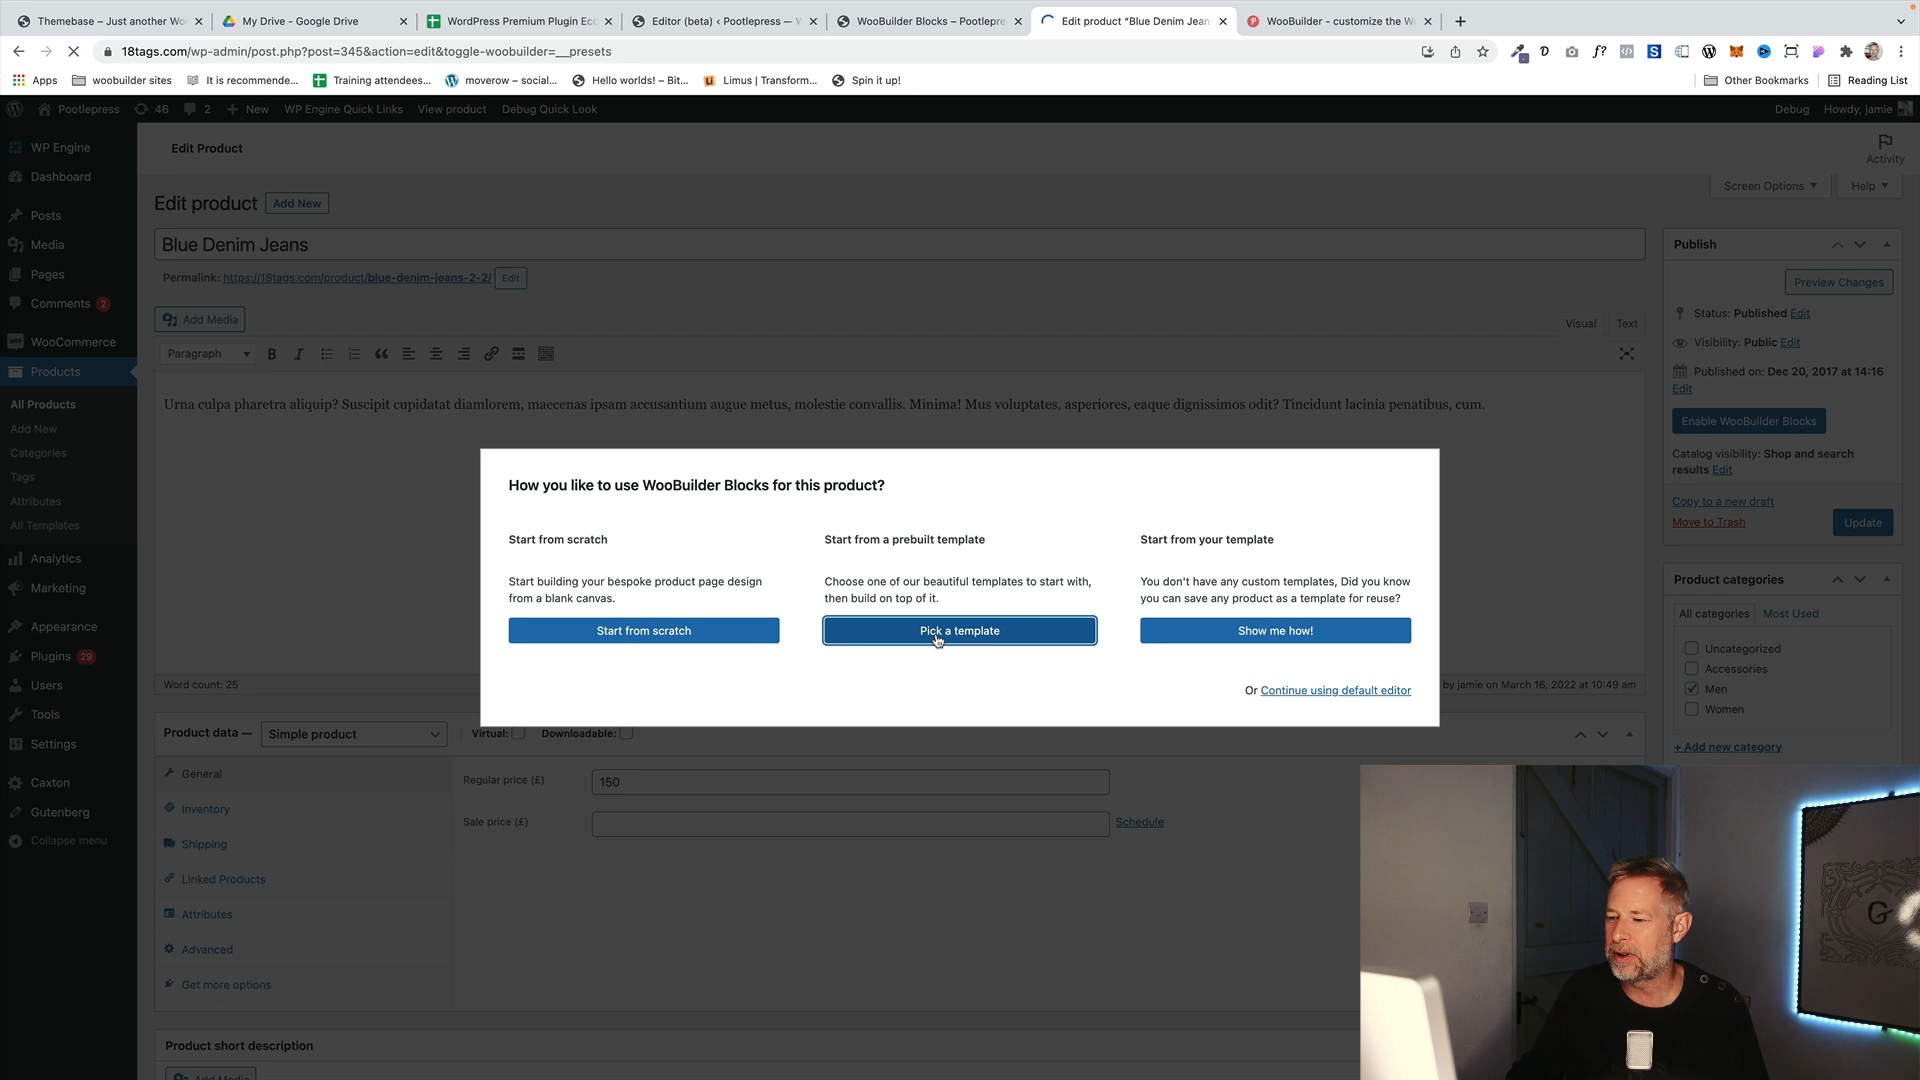 Themebase – Just another Wo
My Drive - Google Drive
WordPress Premium Plugin Eco
Editor (beta) ‹ Pootlepress — W
WooBuilder Blocks – Pootlepre
Edit product "Blue Denim Jean
WooBuilder - customize the Wo
18tags.com/wp-admin/post.php?post=345&action=edit&toggle-woobuilder=__presets
Apps
woobuilder sites
It is recommende...
Training attendees...
moverow – social...
Hello worlds! – Bit...
Limus | Transform...
Spin it up!
Other Bookmarks
Reading List
Pootlepress
46
2
New
WP Engine Quick Links
View product
Debug Quick Look
Debug
Howdy, jamie
WP Engine
Dashboard
Posts
Media
Pages
Comments 2
WooCommerce
Products
All Products
Add New
Categories
Tags
Attributes
All Templates
Analytics
Marketing
Appearance
Plugins 29
Users
Tools
Settings
Caxton
Gutenberg
Collapse menu
Edit Product
Activity
Screen Options
Help
Edit product
Add New
Blue Denim Jeans
Permalink: https://18tags.com/product/blue-denim-jeans-2-2/ Edit
Add Media
Visual
Text
Paragraph
Urna culpa pharetra aliquip? Suscipit cupidatat diamlorem, maecenas ipsam accusantium augue metus, molestie convallis. Minima! Mus voluptates, asperiores, eaque dignissimos odit? Tincidunt lacinia penatibus, cum.
How you like to use WooBuilder Blocks for this product?
Start from scratch
Start building your bespoke product page design
from a blank canvas.
Start from scratch
Start from a prebuilt template
Choose one of our beautiful templates to start with,
then build on top of it.
Pick a template
Start from your template
You don't have any custom templates, Did you know
you can save any product as a template for reuse?
Show me how!
Or Continue using default editor
Word count: 25
by jamie on March 16, 2022 at 10:49 am
Product data —
Simple product
Virtual:
Downloadable:
General
Inventory
Shipping
Linked Products
Attributes
Advanced
Get more options
Regular price (£)
150
Sale price (£)
Schedule
Product short description
Add Media
Publish
Preview Changes
Status: Published Edit
Visibility: Public Edit
Published on: Dec 20, 2017 at 14:16
Edit
Enable WooBuilder Blocks
Catalog visibility: Shop and search
results Edit
Copy to a new draft
Move to Trash
Update
Product categories
All categories
Most Used
Uncategorized
Accessories
Men
Women
+ Add new category